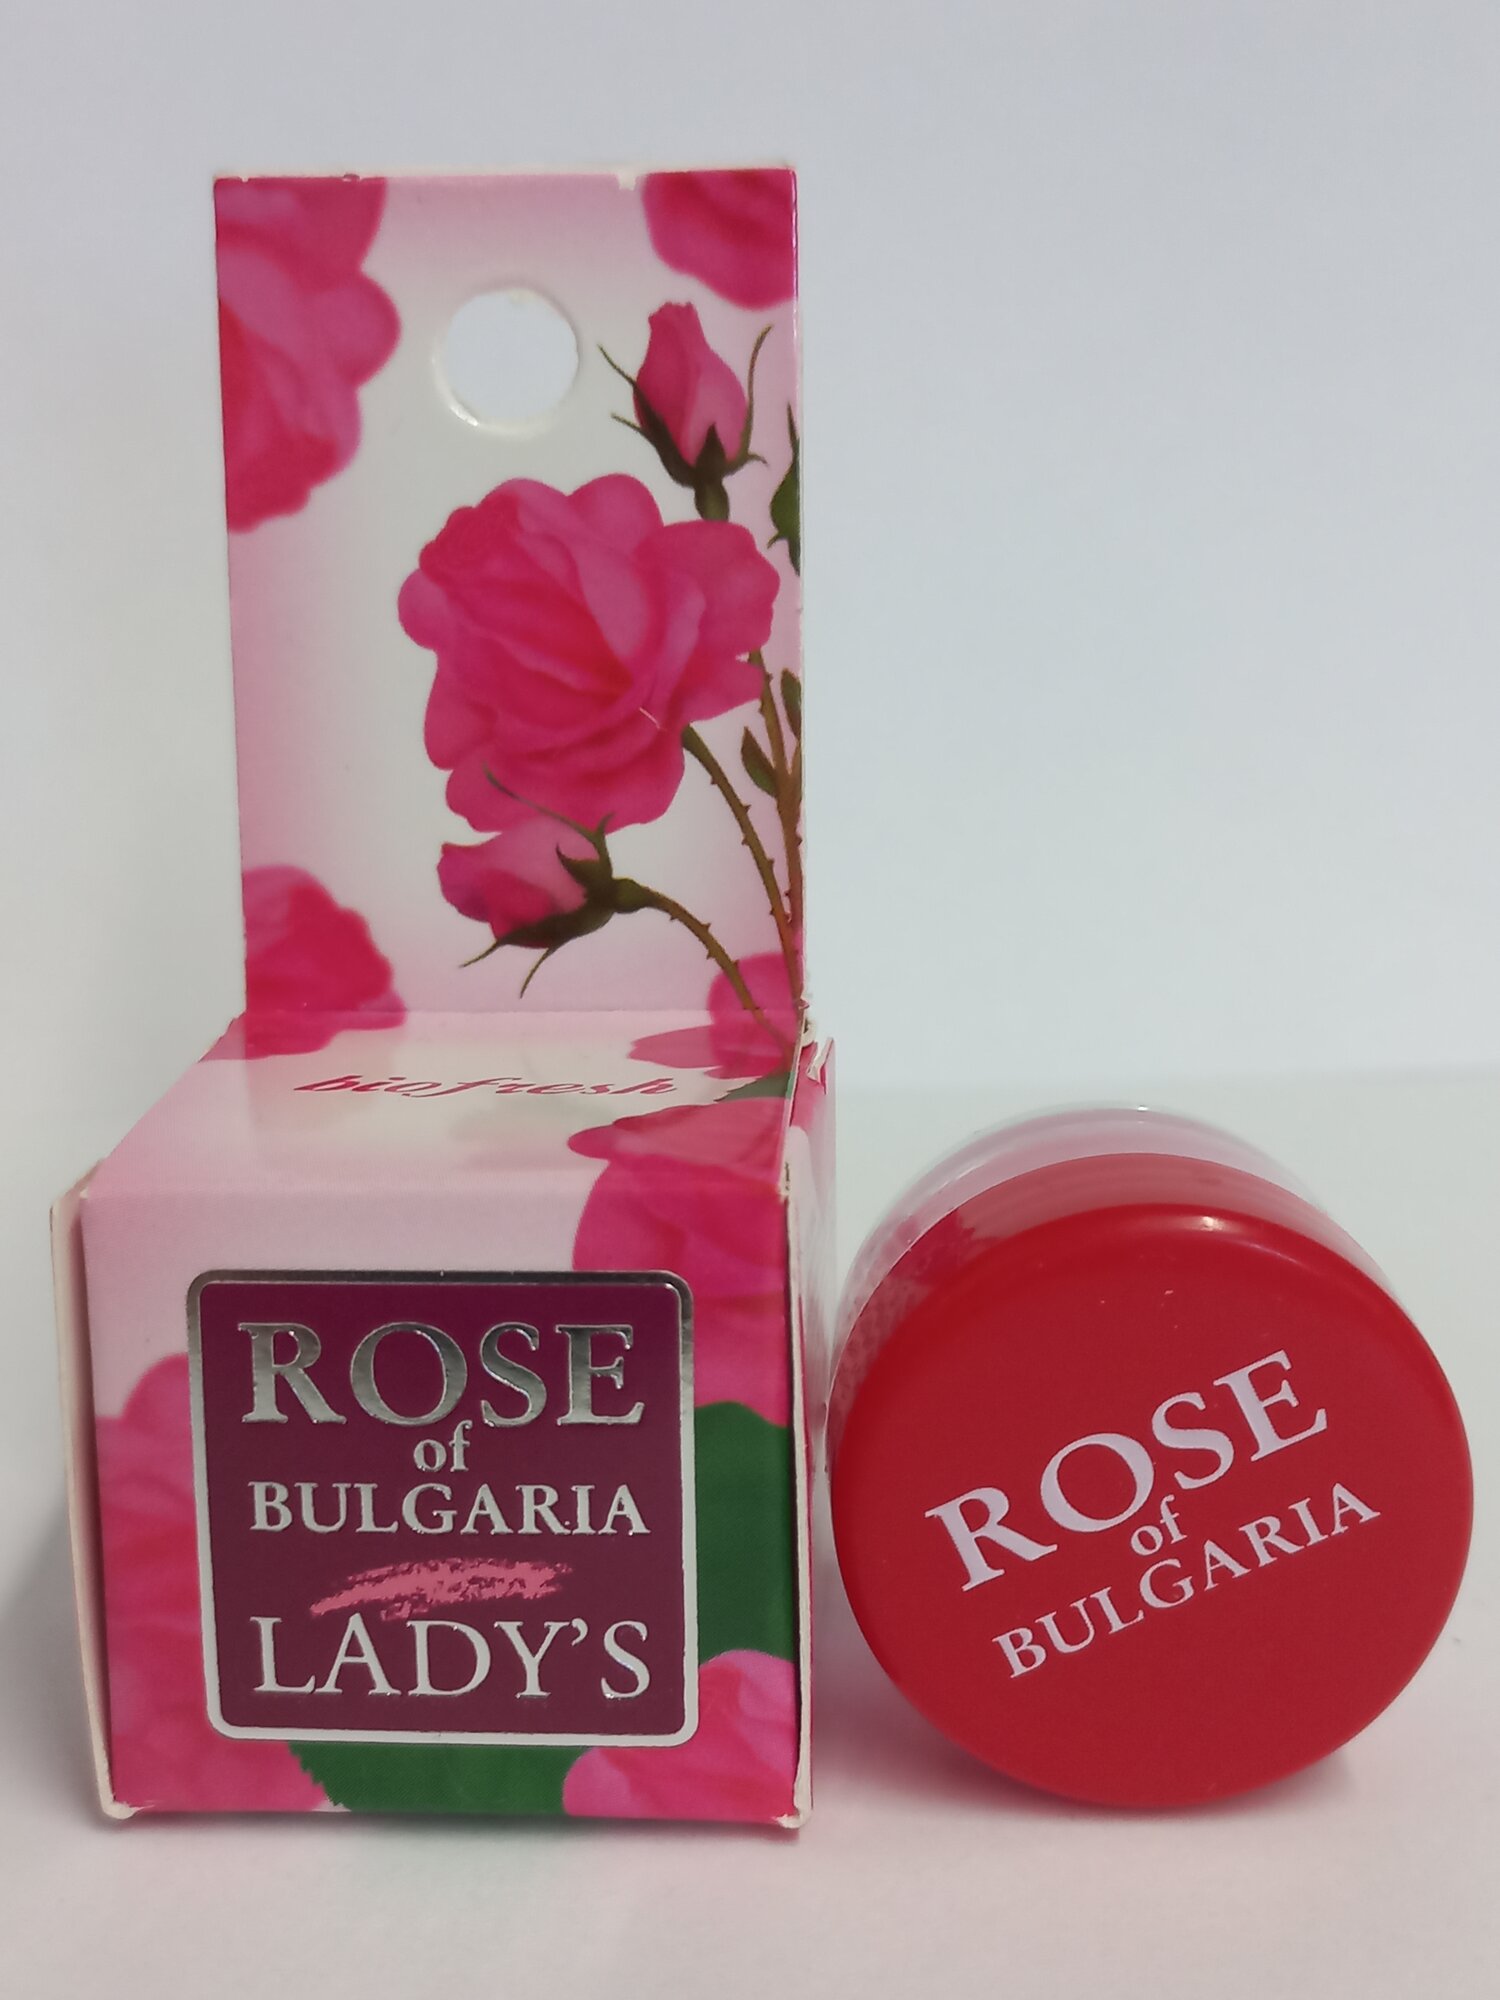 biofresh
ROSE
of
BULGARIA
LADY'S
ROSE
of
BULGARIA